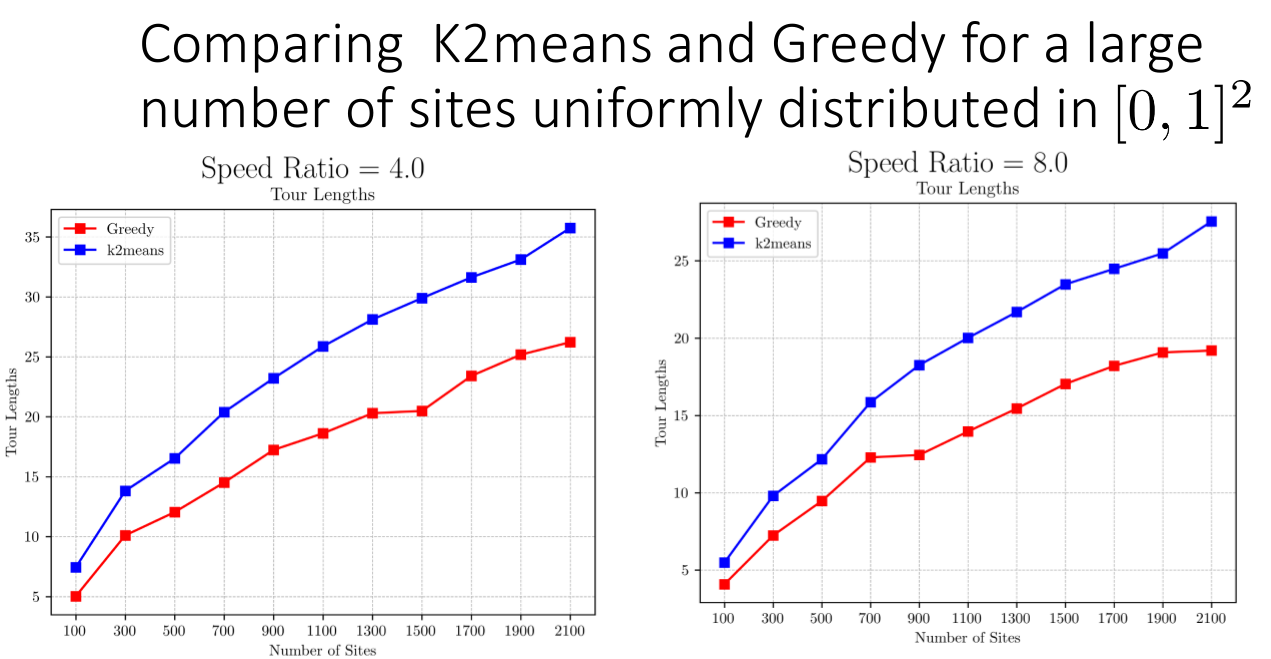 Comparing K2means and Greedy for a large
number of sites uniformly distributed in [0, 1]²
Speed Ratio = 4.0
Tour Lengths
Greedy
k2means
35
30
25
20
15
10
5
Tour Lengths
100 300 500 700 900 1100 1300 1500 1700 1900 2100
Number of Sites
Speed Ratio = 8.0
Tour Lengths
Greedy
k2means
25
20
15
10
5
Tour Lengths
100 300 500 700 900 1100 1300 1500 1700 1900 2100
Number of Sites